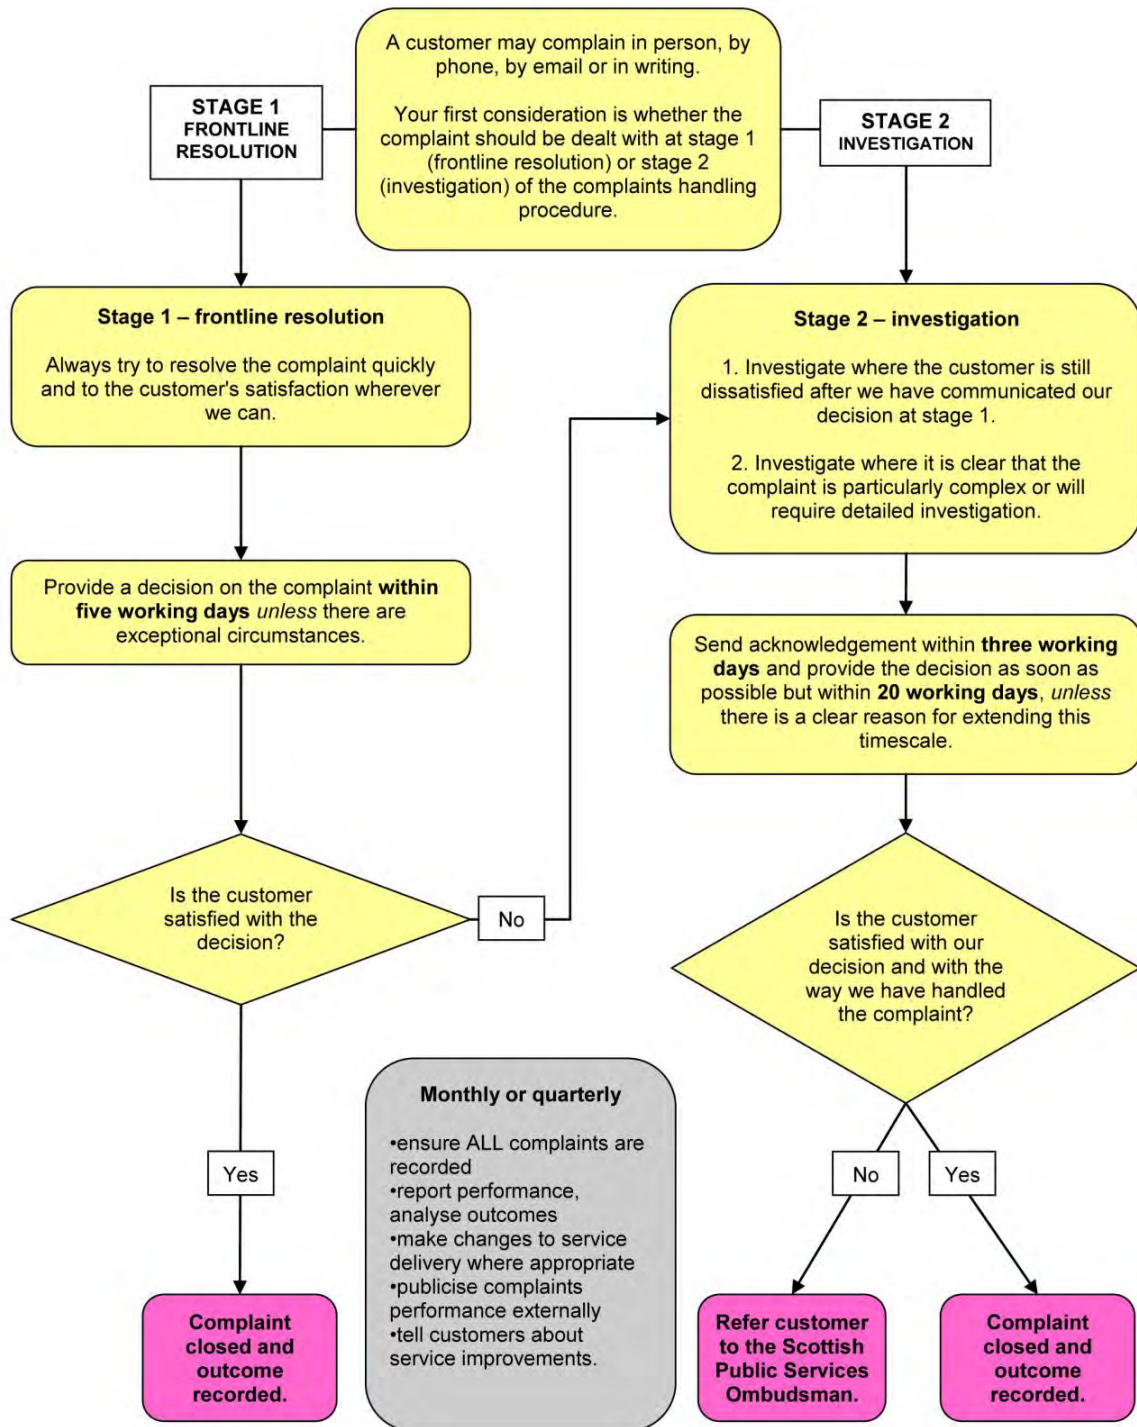 A customer may complain in person, by
phone, by email or in writing.
Your first consideration is whether the
complaint should be dealt with at stage 1
(frontline resolution) or stage 2
(investigation) of the complaints handling
procedure.
STAGE 1
FRONTLINE
RESOLUTION
STAGE 2
INVESTIGATION
Stage 1 – frontline resolution
Always try to resolve the complaint quickly
and to the customer's satisfaction wherever
we can.
Provide a decision on the complaint within
five working days unless there are
exceptional circumstances.
Is the customer
satisfied with the
decision?
No
Yes
Complaint
closed and
outcome
recorded.
Stage 2 – investigation
1. Investigate where the customer is still
dissatisfied after we have communicated our
decision at stage 1.
2. Investigate where it is clear that the
complaint is particularly complex or will
require detailed investigation.
Send acknowledgement within three working
days and provide the decision as soon as
possible but within 20 working days, unless
there is a clear reason for extending this
timescale.
Is the customer
satisfied with our
decision and with the
way we have handled
the complaint?
No
Yes
Refer customer
to the Scottish
Public Services
Ombudsman.
Complaint
closed and
outcome
recorded.
Monthly or quarterly
•ensure ALL complaints are
recorded
•report performance,
analyse outcomes
•make changes to service
delivery where appropriate
•publicise complaints
performance externally
•tell customers about
service improvements.